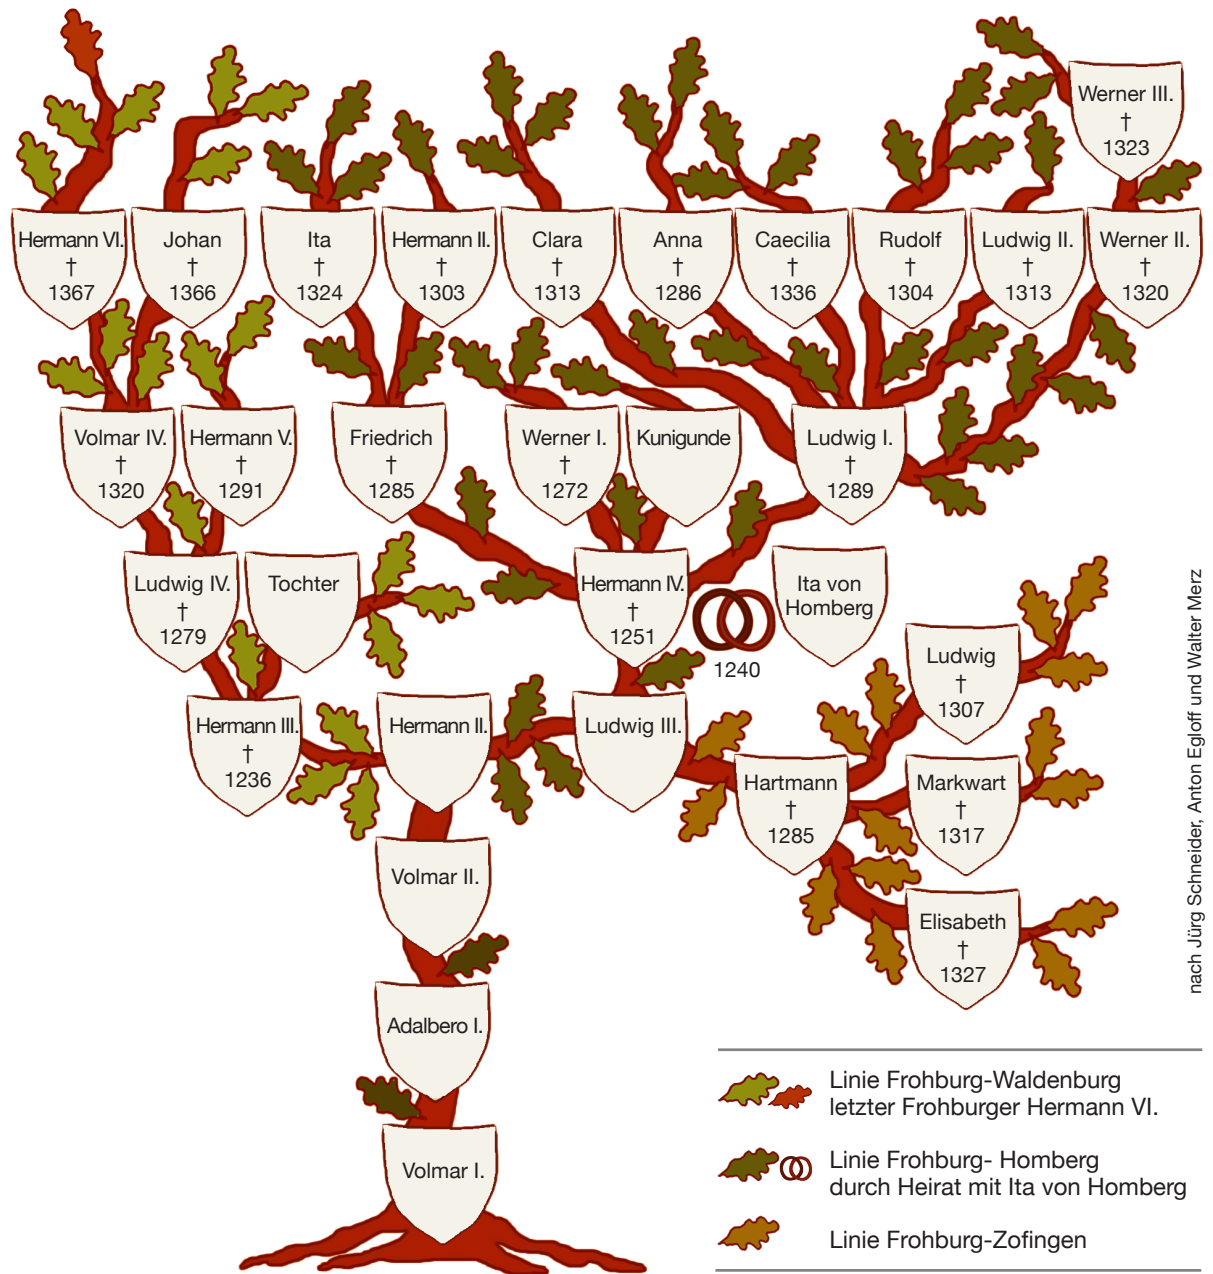 Werner III.
†
1323
Hermann VI.
†
1367
Johan
†
1366
Ita
†
1324
Hermann II.
†
1303
Clara
†
1313
Anna
†
1286
Caecilia
†
1336
Rudolf
†
1304
Ludwig II.
†
1313
Werner II.
†
1320
Volmar IV.
†
1320
Hermann V.
†
1291
Friedrich
†
1285
Werner I.
†
1272
Kunigunde
Ludwig I.
†
1289
Ludwig IV.
†
1279
Tochter
Hermann IV.
†
1251
1240
Ita von
Homberg
Ludwig
†
1307
Hermann III.
†
1236
Hermann II.
Ludwig III.
Hartmann
†
1285
Markwart
†
1317
Volmar II.
Elisabeth
†
1327
Adalbero I.
Volmar I.
nach Jürg Schneider, Anton Egloff und Walter Merz
Linie Frohburg-Waldenburg
letzter Frohburger Hermann VI.
Linie Frohburg- Homberg
durch Heirat mit Ita von Homberg
Linie Frohburg-Zofingen